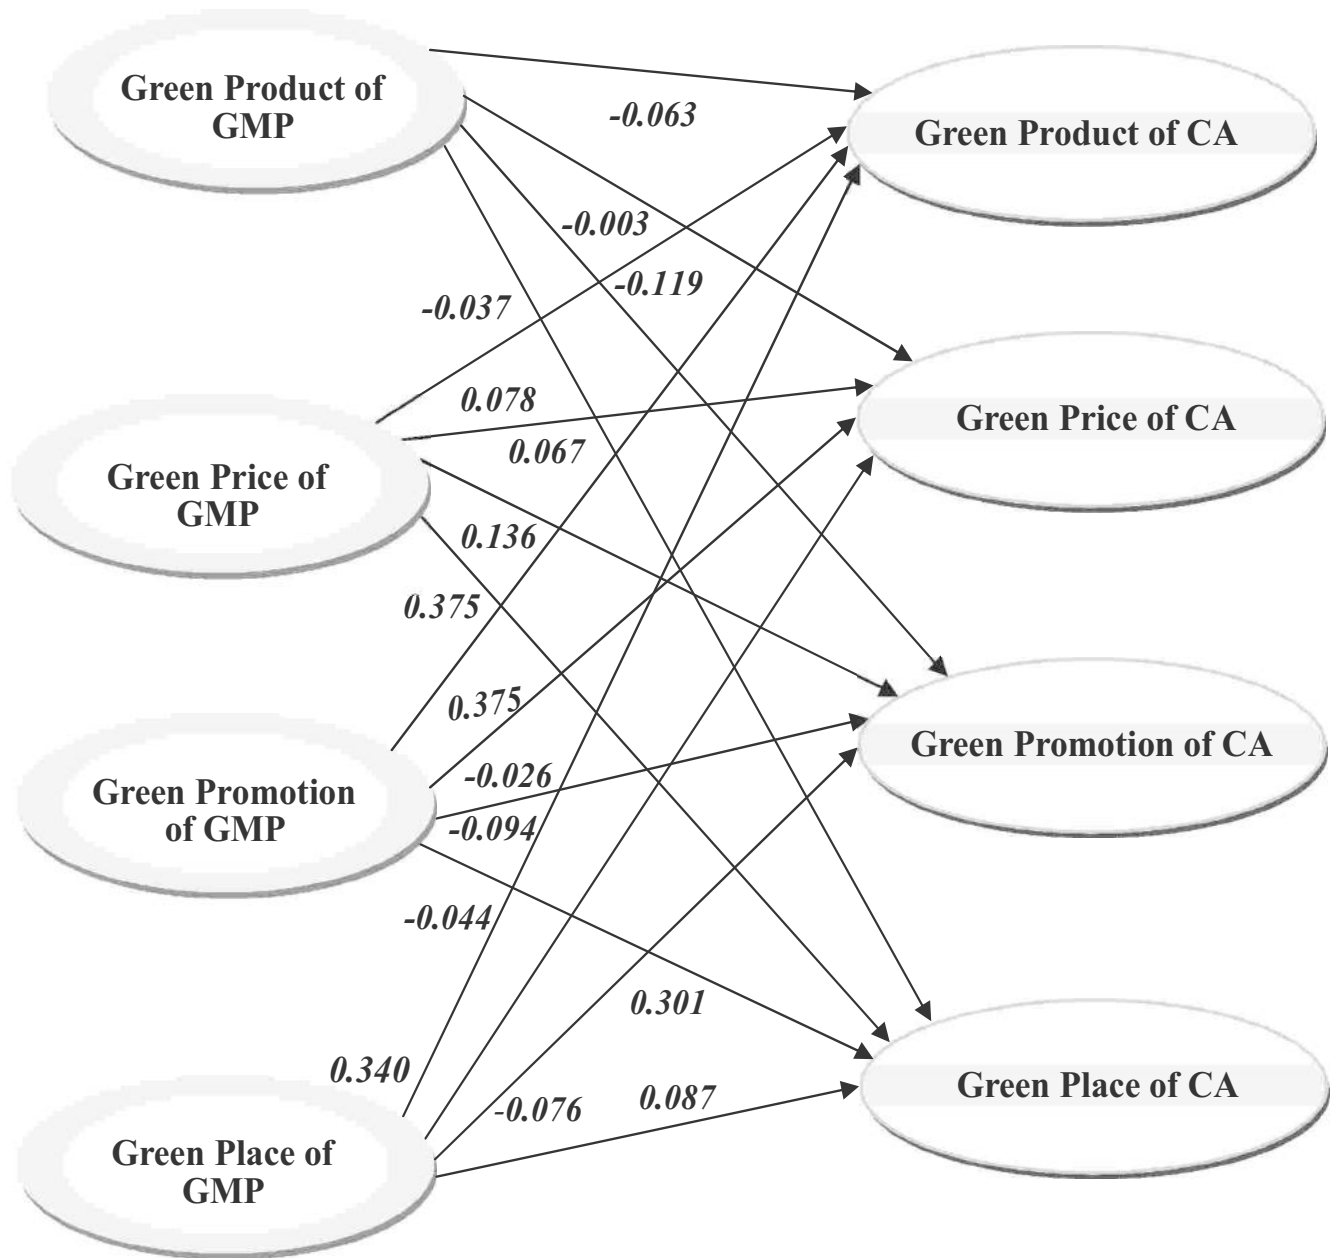 Green Product of
GMP
-0.063
Green Product of CA
-0.003
-0.119
-0.037
0.078
Green Price of CA
0.067
Green Price of
GMP
0.136
0.375
0.375
Green Promotion of CA
-0.026
Green Promotion
of GMP
-0.094
-0.044
0.301
0.340
Green Place of CA
0.087
-0.076
Green Place of
GMP